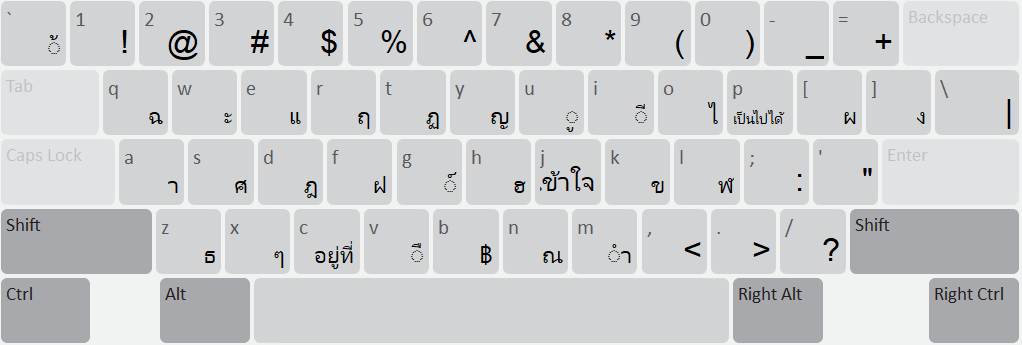 ` ้ 1 ! 2 @ 3 # 4 $ 5 % 6 ^ 7 & 8 * 9 ( 0 ) - _ = + Backspace
Tab q ฉ w ะ e แ r ฤ t ฏ y ญ u ู i ี o ไ p เป็นไปได้ [ ผ ] ง \ |
Caps Lock a า s ศ d ฎ f ฝ g ์ h ฮ j เข้าใจ k ข l ฬ ; : ' " Enter
Shift z ธ x ๆ c อยู่ที่ v ื b ฿ n ณ m ำ , < . > / ? Shift
Ctrl Alt Right Alt Right Ctrl